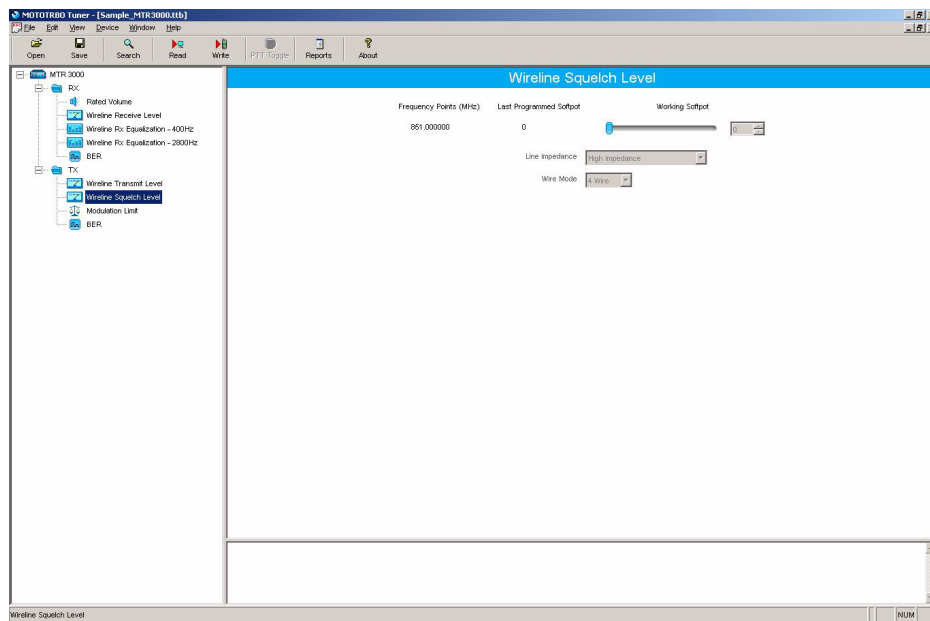 MOTOTRBO Tuner - [Sample_MTR3000.ttb]
File Edit View Device Window Help
Open Save Search Read Write PTT Toggle Reports About
MTR 3000
RX
Rated Volume
Wireline Receive Level
Wireline Rx Equalization - 400Hz
Wireline Rx Equalization - 2800Hz
BER
TX
Wireline Transmit Level
Wireline Squelch Level
Modulation Limit
BER
Wireline Squelch Level
Frequency Points (MHz) Last Programmed Softpot Working Softpot
851.000000 0 0
Line Impedance High Impedance
Wire Mode 4 Wire
Wireline Squelch Level NUM